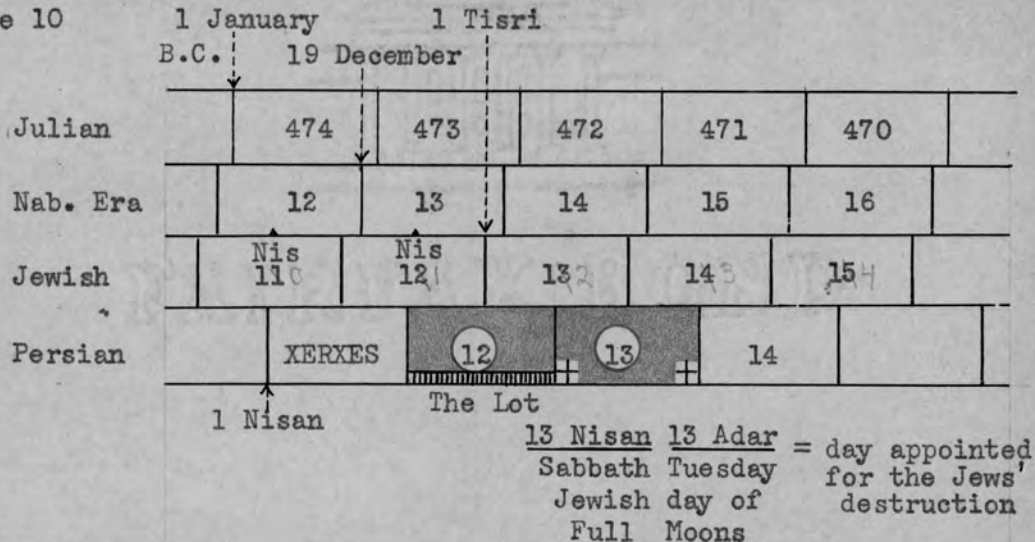 e 10
1 January 1 Tisri
B.C. 19 December
Julian 474 473 472 471 470
Nab. Era 12 13 14 15 16
Nis Nis
Jewish 11 12 13 14 15
Persian XERXES 12 13 14
1 Nisan The Lot
13 Nisan 13 Adar = day appointed
Sabbath Tuesday for the Jews'
Jewish day of destruction
Full Moons